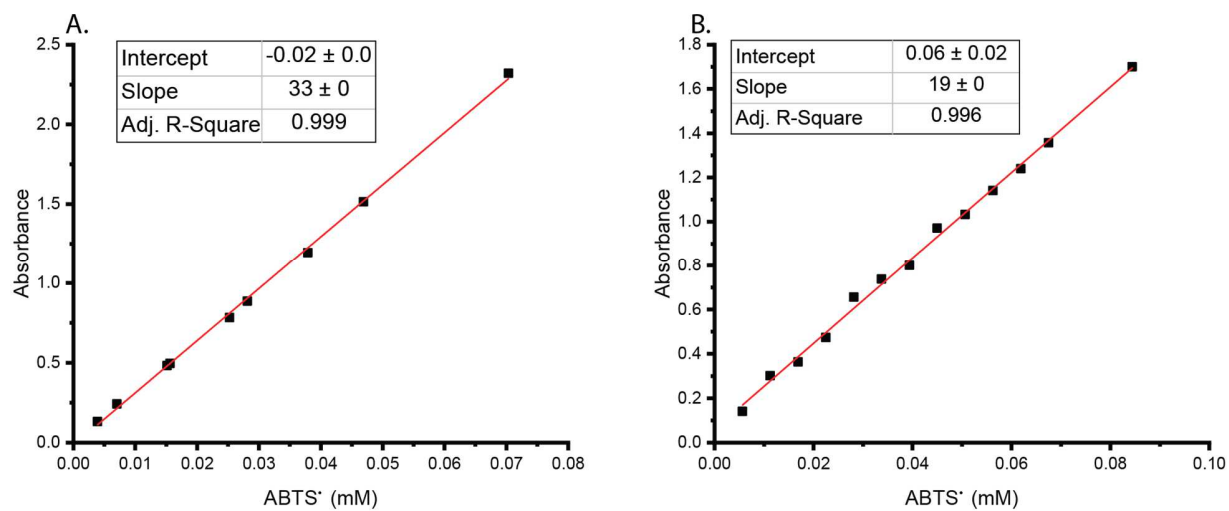 A.
Intercept -0.02 ± 0.0
Slope 33 ± 0
Adj. R-Square 0.999
2.5
2.0
1.5
1.0
0.5
0.0
Absorbance
0.00 0.01 0.02 0.03 0.04 0.05 0.06 0.07 0.08
ABTS• (mM)
B.
Intercept 0.06 ± 0.02
Slope 19 ± 0
Adj. R-Square 0.996
1.8
1.6
1.4
1.2
1.0
0.8
0.6
0.4
0.2
0.0
Absorbance
0.00 0.02 0.04 0.06 0.08 0.10
ABTS• (mM)